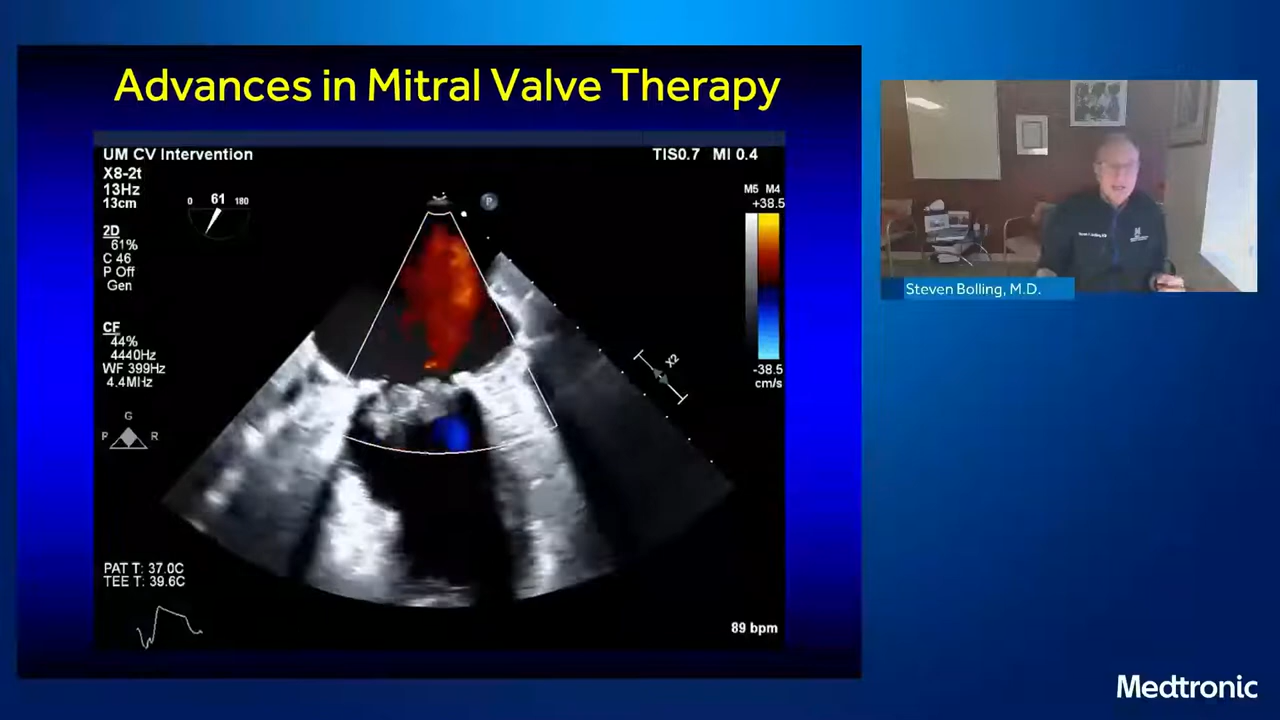 Advances in Mitral Valve Therapy
UM CV Intervention
TIS0.7 MI 0.4
X8-2t
13Hz
13cm
0 61 180
P
M5 M4
+38.5
2D
61%
C 46
P Off
Gen
CF
44%
4440Hz
WF 399Hz
4.4MHz
-38.5
cm/s
X2
G
P R
PAT T: 37.0C
TEE T: 39.6C
89 bpm
Steven Bolling, M.D.
Medtronic